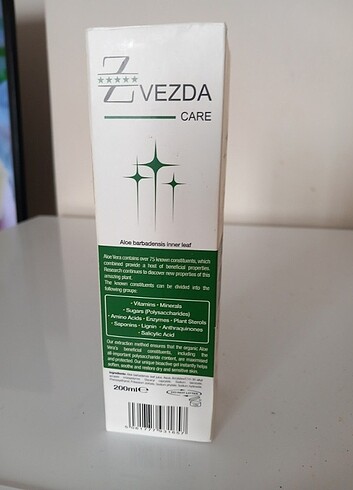 ZVEZDA
CARE
Aloe barbadensis inner leaf
Aloe Vera contains over 75 known constituents, which
combined provide a host of beneficial properties.
Research continues to discover new properties of this
amazing plant.
The known constituents can be divided into the
following groups:
• Vitamins • Minerals
• Sugars (Polysaccharides)
• Amino Acids • Enzymes • Plant Sterols
• Saponins • Lignin • Anthraquinones
• Salicylic Acid
Our extraction method ensures that the organic Aloe
Vera's beneficial constituents, including the
all important polysaccharide content, are maximised
and protected. Our unique bioactive gel instantly helps
soften, soothe and restore dry and sensitive skin.
Ingredients:
200ml℮